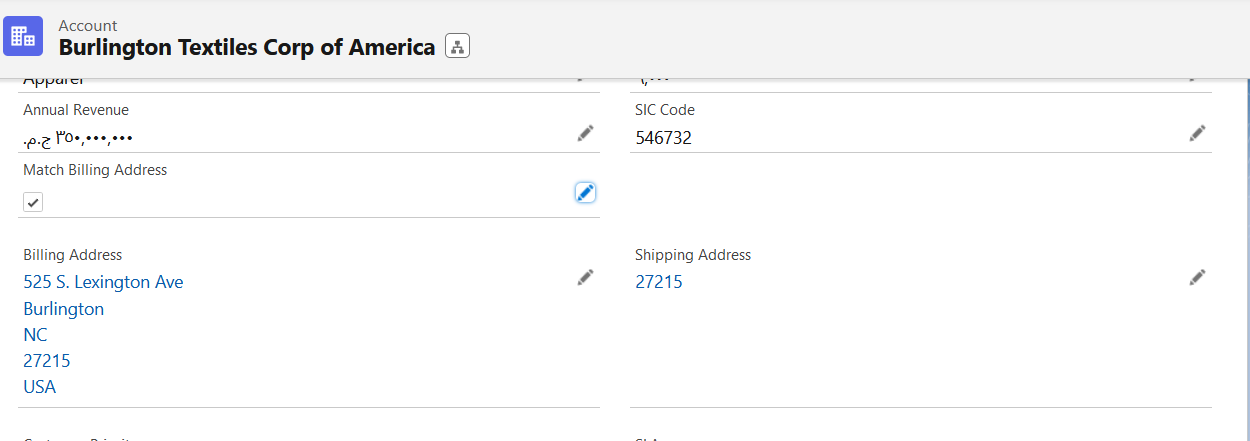 Account
Burlington Textiles Corp of America
Apparel
Annual Revenue
SIC Code
ج.م.‏ ٣٥٠٬٠٠٠٬٠٠٠
546732
Match Billing Address
Billing Address
Shipping Address
525 S. Lexington Ave
27215
Burlington
NC
27215
USA